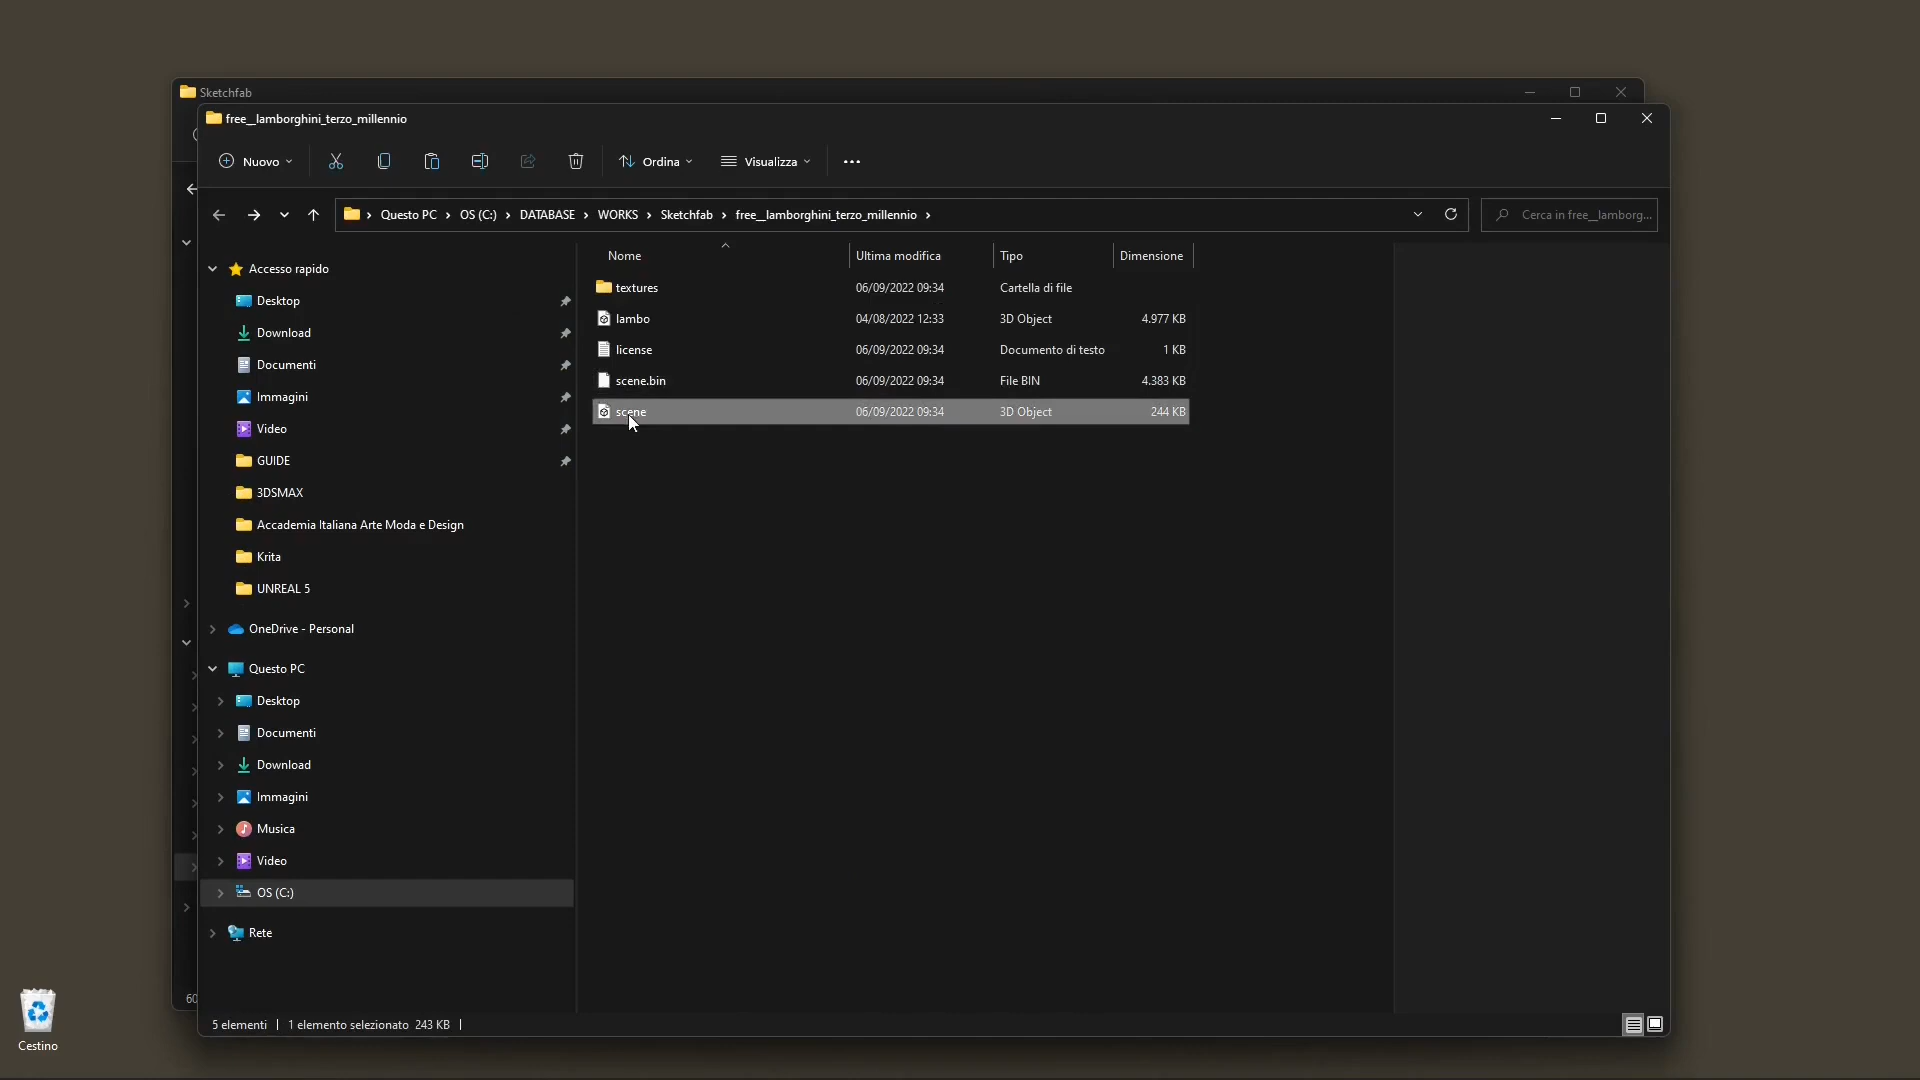 Sketchfab
free__lamborghini_terzo_millennio
Nuovo
Ordina
Visualizza
Questo PC
OS (C:)
DATABASE
WORKS
Sketchfab
free__lamborghini_terzo_millennio
Cerca in free__lamborg...
Nome
Ultima modifica
Tipo
Dimensione
textures
06/09/2022 09:34
Cartella di file
lambo
04/08/2022 12:33
3D Object
4.977 KB
license
06/09/2022 09:34
Documento di testo
1 KB
scene.bin
06/09/2022 09:34
File BIN
4.383 KB
scene
06/09/2022 09:34
3D Object
244 KB
Accesso rapido
Desktop
Download
Documenti
Immagini
Video
GUIDE
3DSMAX
Accademia Italiana Arte Moda e Design
Krita
UNREAL 5
OneDrive - Personal
Questo PC
Desktop
Documenti
Download
Immagini
Musica
Video
OS (C:)
Rete
60
5 elementi
1 elemento selezionato 243 KB
Cestino